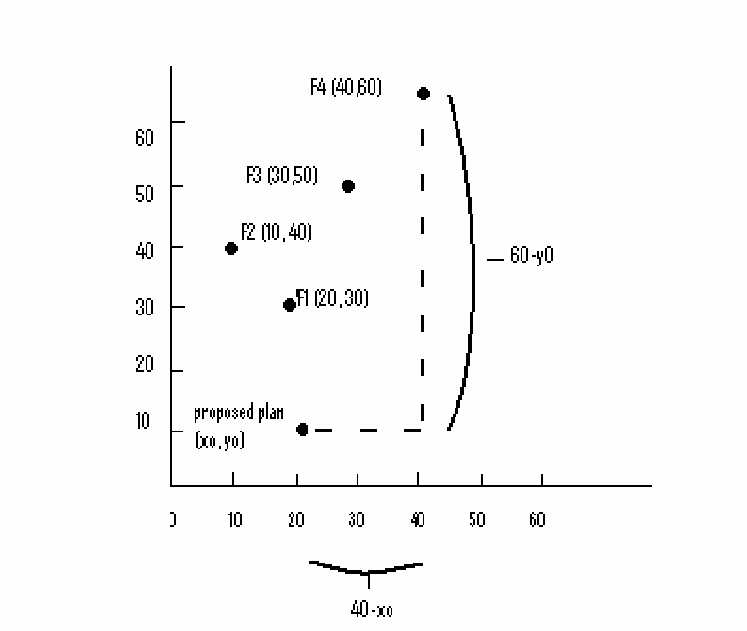 F4 (40,60)
60
F3 (30,50)
50
F2 (10,40)
40
60-y0
F1 (20,30)
30
20
proposed plan
10
(xo,yo)
0 10 20 30 40 50 60
40-xo